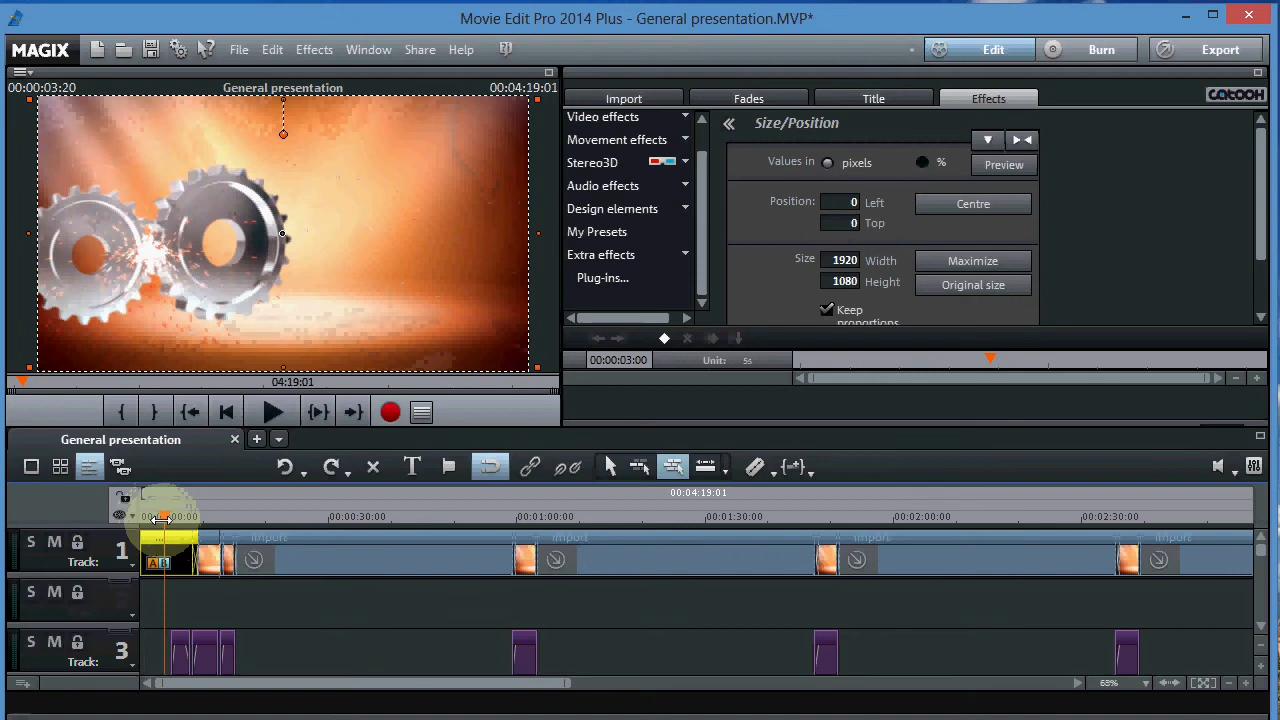 Movie Edit Pro 2014 Plus - General presentation.MVP*
MAGIX
File Edit Effects Window Share Help
Edit Burn Export
00:00:03:20 General presentation 00:04:19:01
Import Fades Title Effects
CATOOH
Video effects
Movement effects
Stereo3D
Audio effects
Design elements
My Presets
Extra effects
Plug-ins...
Size/Position
Values in pixels %
Preview
Position: 0 Left
Centre
0 Top
Size 1920 Width
Maximize
1080 Height
Original size
Keep
proportions
00:00:03:00 Unit: 5s
04:19:01
General presentation
00:04:19:01
00:00:30:00 00:01:00:00 00:01:30:00 00:02:00:00 00:02:30:00
S M 1
Track:
Import Import Import Import
A B
S M
S M 3
Track:
63%